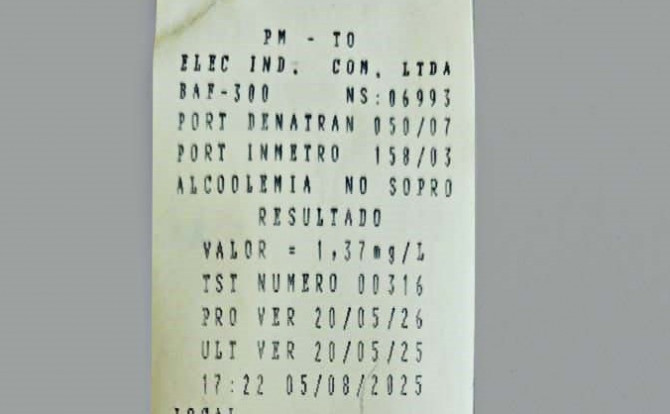 PM - TO
ELEC IND. COM. LTDA
BAF-300 NS:06993
PORT DENATRAN 050/07
PORT INMETRO 158/03
ALCOOLEMIA NO SOPRO
RESULTADO
VALOR = 1,37mg/L
TST NUMERO 00316
PRO VER 20/05/26
ULT VER 20/05/25
17:22 05/08/2025